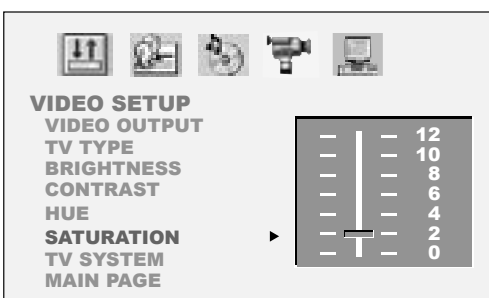 VIDEO SETUP
VIDEO OUTPUT
TV TYPE
BRIGHTNESS
CONTRAST
HUE
SATURATION
TV SYSTEM
MAIN PAGE
12
10
8
6
4
2
0